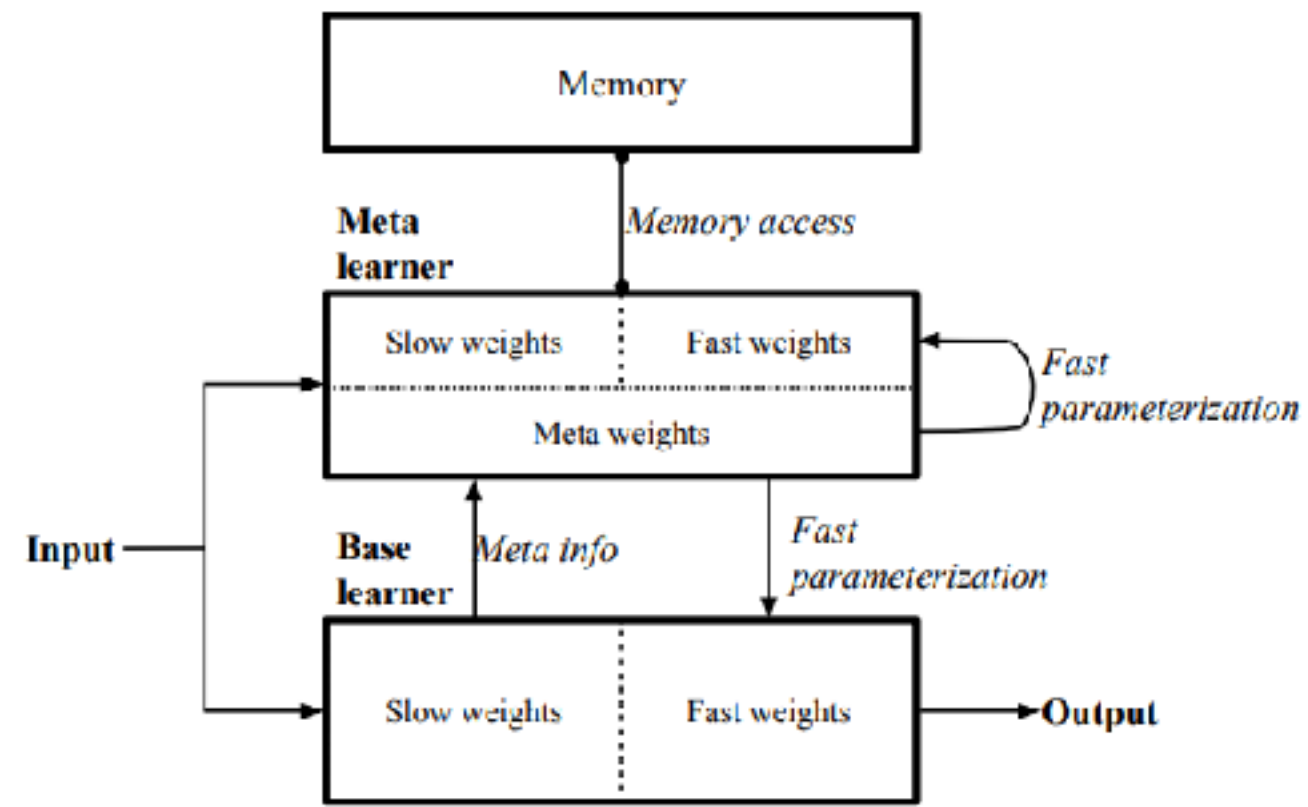 Memory
Meta
learner
Memory access
Slow weights
Fast weights
Fast
parameterization
Meta weights
Input
Base
learner
Meta info
Fast
parameterization
Slow weights
Fast weights
Output